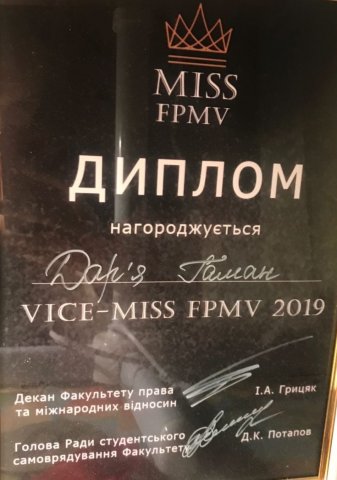 MISS
FPMV
ДИПЛОМ
нагороджується
Дар'я Гаман
VICE-MISS FPMV 2019
Декан Факультету права
та міжнародних відносин
І.А. Грицяк
Голова Ради студентського
самоврядування Факультету
Д.К. Потапов